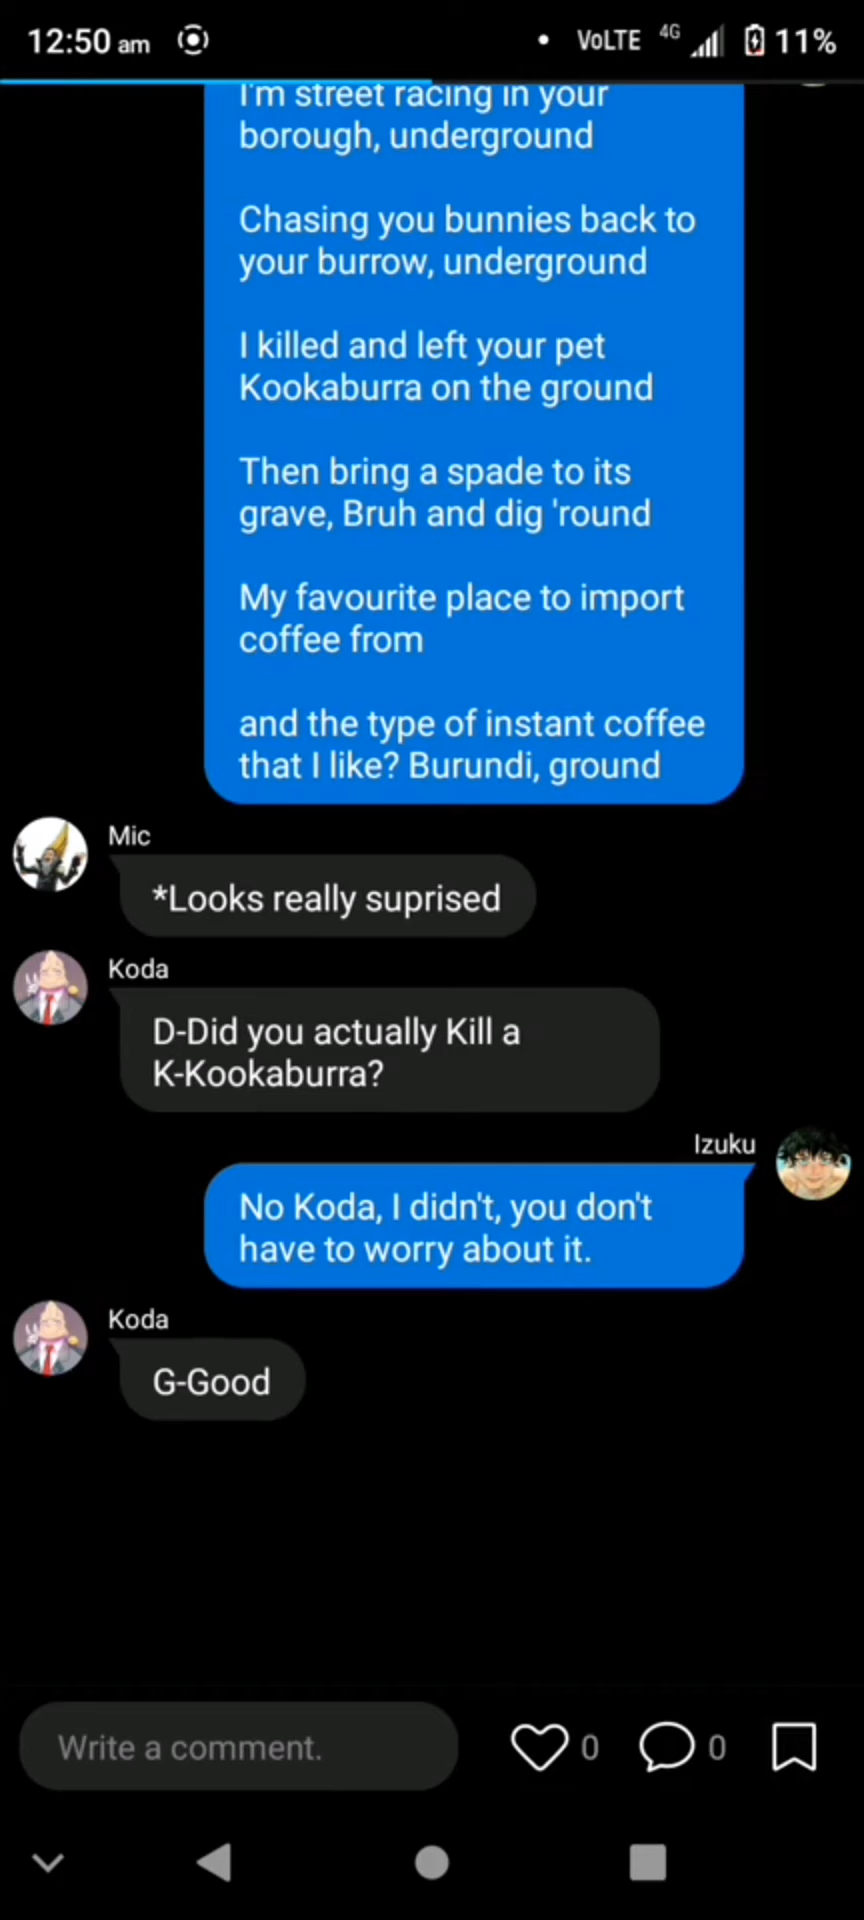 12:50 am
VoLTE 4G 11%
I'm street racing in your
borough, underground
Chasing you bunnies back to
your burrow, underground
I killed and left your pet
Kookaburra on the ground
Then bring a spade to its
grave, Bruh and dig 'round
My favourite place to import
coffee from
and the type of instant coffee
that I like? Burundi, ground
Mic
*Looks really suprised
Koda
D-Did you actually Kill a
K-Kookaburra?
Izuku
No Koda, I didn't, you don't
have to worry about it.
Koda
G-Good
Write a comment.
0
0